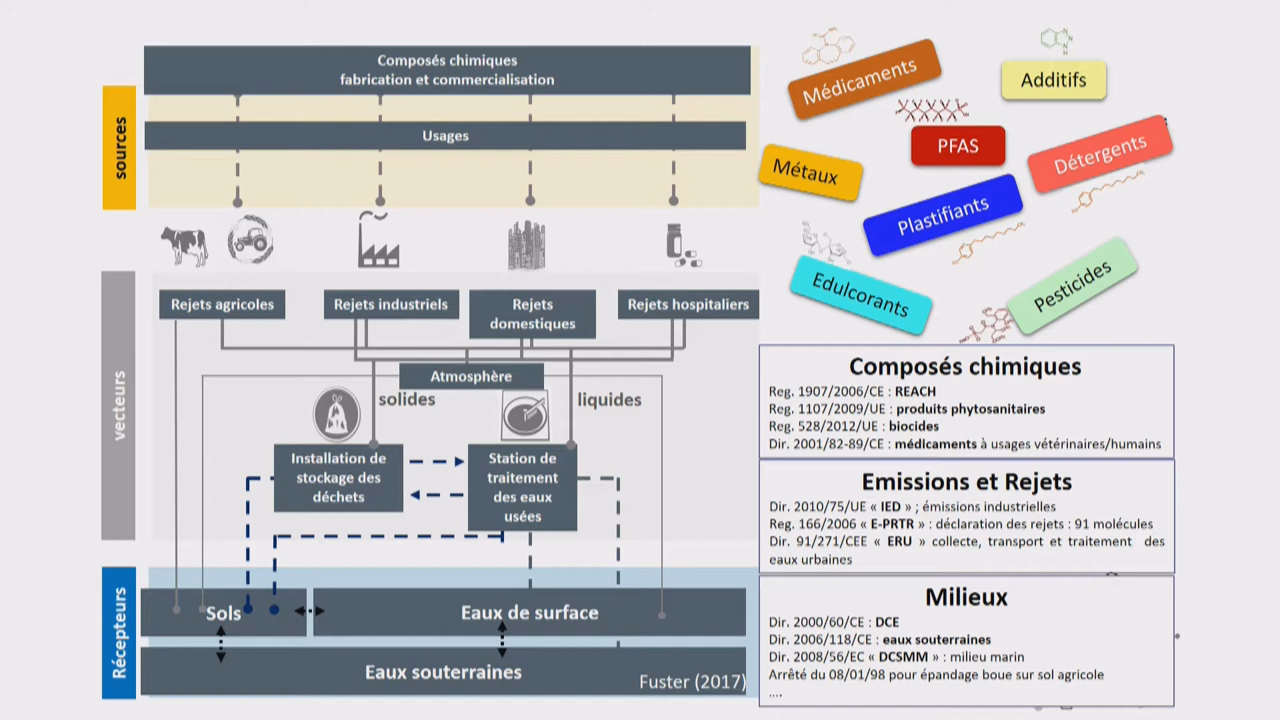 Composés chimiques
fabrication et commercialisation
sources
Usages
Médicaments
Additifs
PFAS
Détergents
Métaux
Plastifiants
Edulcorants
Pesticides
vecteurs
Rejets agricoles
Rejets industriels
Rejets
domestiques
Rejets hospitaliers
Atmosphère
solides
liquides
Installation de
stockage des
déchets
Station de
traitement
des eaux
usées
Récepteurs
Sols
Eaux de surface
Eaux souterraines
Fuster (2017)
Composés chimiques
Reg. 1907/2006/CE : REACH
Reg. 1107/2009/UE : produits phytosanitaires
Reg. 528/2012/UE : biocides
Dir. 2001/82-89/CE : médicaments à usages vétérinaires/humains
Emissions et Rejets
Dir. 2010/75/UE « IED » ; émissions industrielles
Reg. 166/2006 « E-PRTR » : déclaration des rejets : 91 molécules
Dir. 91/271/CEE « ERU » collecte, transport et traitement des
eaux urbaines
Milieux
Dir. 2000/60/CE : DCE
Dir. 2006/118/CE : eaux souterraines
Dir. 2008/56/EC « DCSMM » : milieu marin
Arrêté du 08/01/98 pour épandage boue sur sol agricole
....